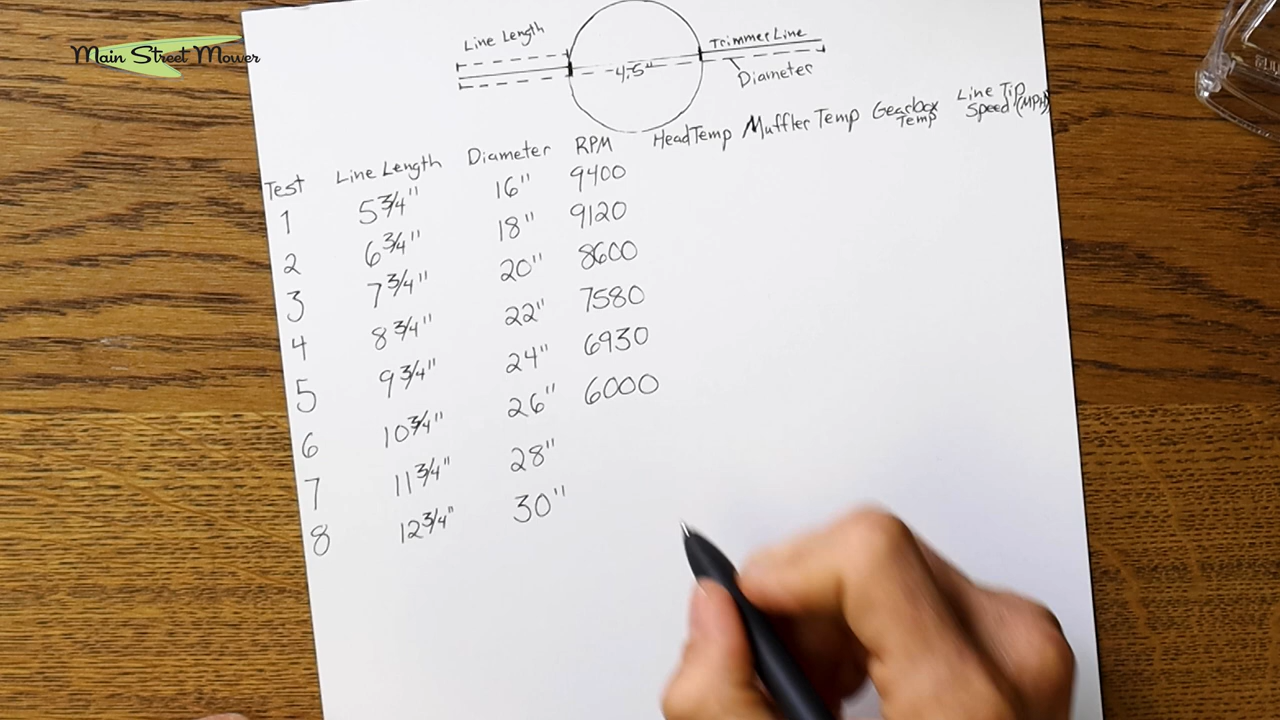 Main Street Mower
Line Length
Trimmer Line
4.5"
Diameter
Test Line Length Diameter RPM Head Temp Muffler Temp Gearbox Temp Line Tip Speed (MPH)
1 5 3/4" 16" 9400
2 6 3/4" 18" 9120
3 7 3/4" 20" 8600
4 8 3/4" 22" 7580
5 9 3/4" 24" 6930
6 10 3/4" 26" 6000
7 11 3/4" 28"
8 12 3/4" 30"